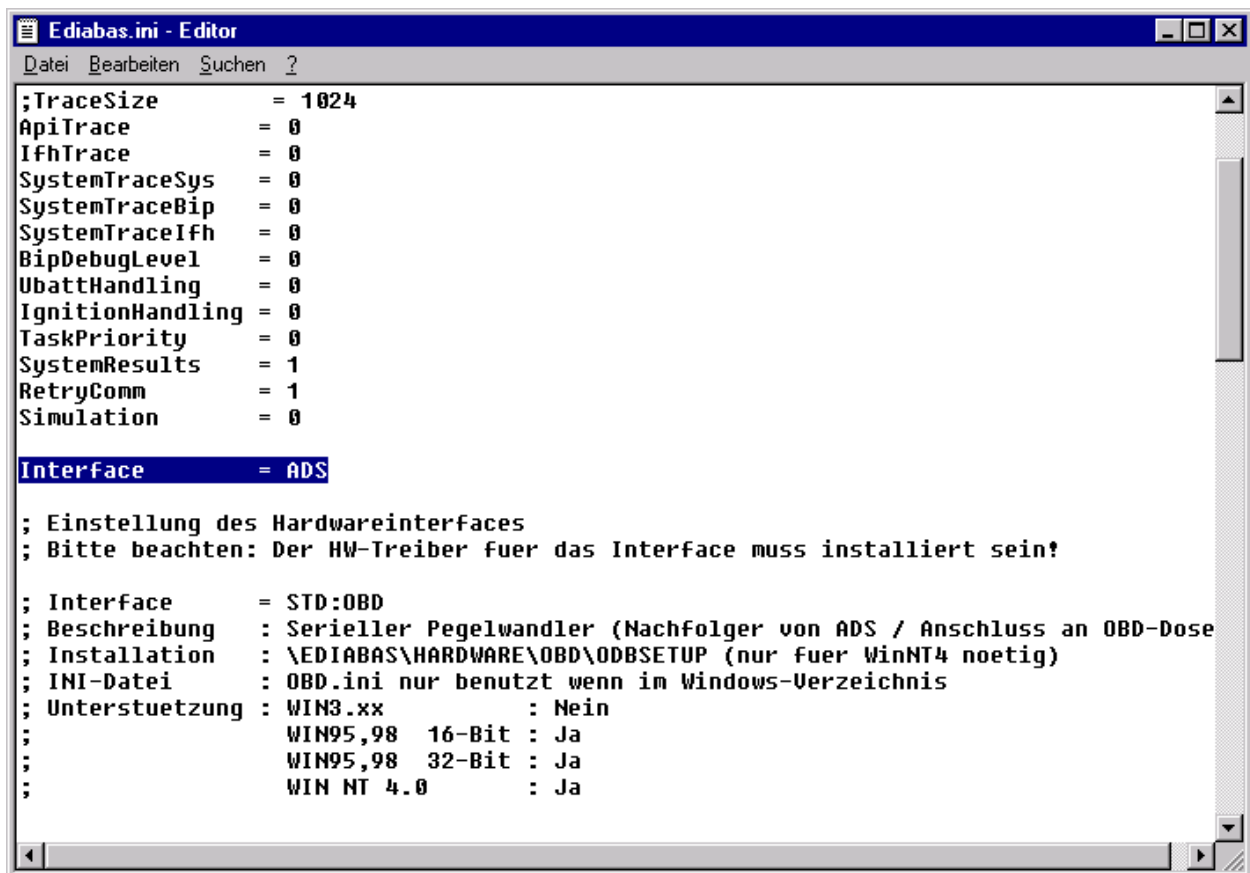 Ediabas.ini - Editor
Datei Bearbeiten Suchen ?
;TraceSize = 1024
ApiTrace = 0
IfhTrace = 0
SystemTraceSys = 0
SystemTraceBip = 0
SystemTraceIfh = 0
BipDebugLevel = 0
UbattHandling = 0
IgnitionHandling = 0
TaskPriority = 0
SystemResults = 1
RetryComm = 1
Simulation = 0
Interface = ADS
; Einstellung des Hardwareinterfaces
; Bitte beachten: Der HW-Treiber fuer das Interface muss installiert sein!
; Interface = STD:OBD
; Beschreibung : Serieller Pegelwandler (Nachfolger von ADS / Anschluss an OBD-Dose
; Installation : \EDIABAS\HARDWARE\OBD\ODBSETUP (nur fuer WinNT4 noetig)
; INI-Datei : OBD.ini nur benutzt wenn im Windows-Verzeichnis
; Unterstuetzung : WIN3.xx : Nein
; WIN95,98 16-Bit : Ja
; WIN95,98 32-Bit : Ja
; WIN NT 4.0 : Ja